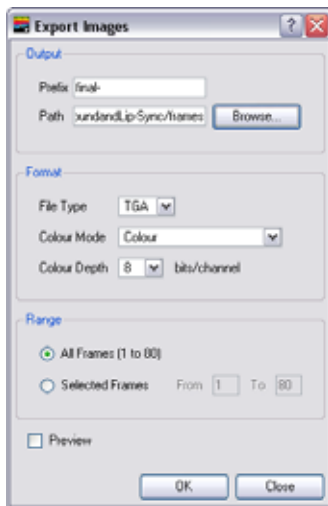 Export Images
Output
Prefix final-
Path oundandLip-Sync/frames Browse...
Format
File Type TGA
Colour Mode Colour
Colour Depth 8 bits/channel
Range
All Frames (1 to 80)
Selected Frames From 1 To 80
Preview
OK Close